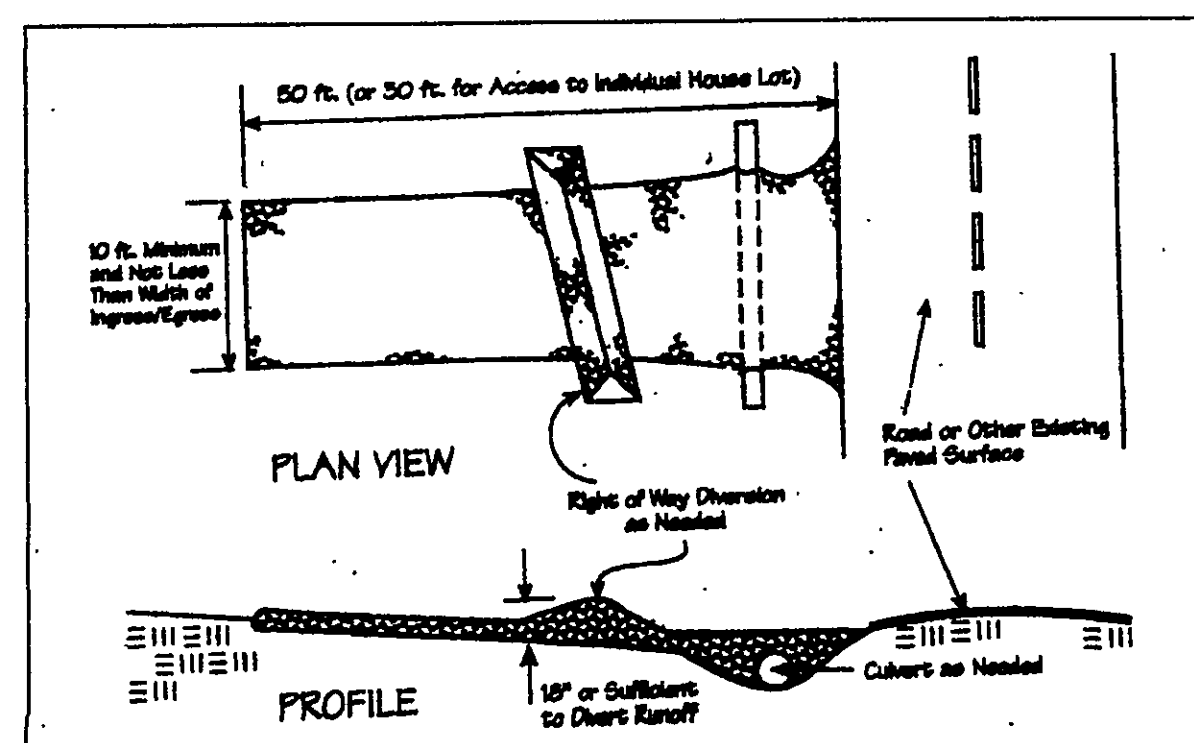 50 ft. (or 30 ft. for Access to Individual House Lot)
10 ft. Minimum
and Not Less
Than Width of
Ingress/Egress
PLAN VIEW
Right of Way Diversion
as Needed
Road or Other Existing
Paved Surface
18" or Sufficient
to Divert Runoff
Culvert as Needed
PROFILE